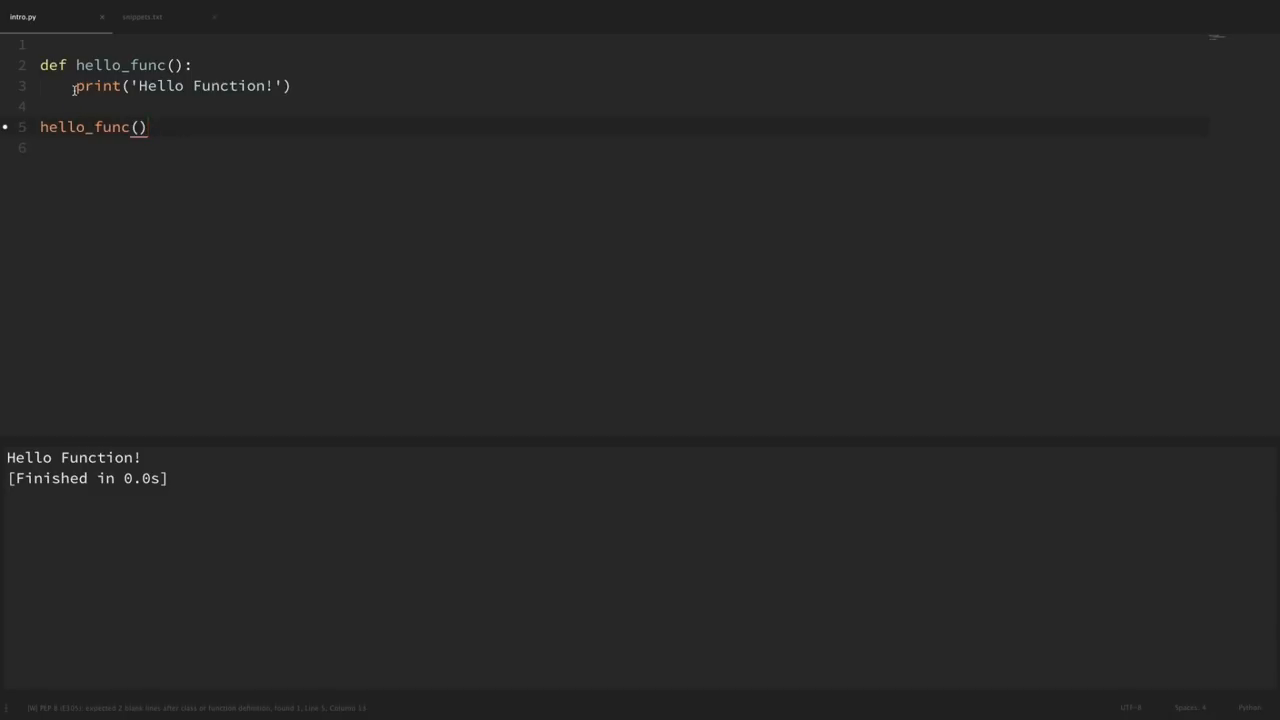 intro.py × snippets.txt ×
1
2 def hello_func():
3     print('Hello Function!')
4
5 hello_func()
6
Hello Function!
[Finished in 0.0s]
[W] PEP 8 (E305): expected 2 blank lines after class or function definition, found 1, Line 5, Column 13
UTF-8 Spaces: 4 Python